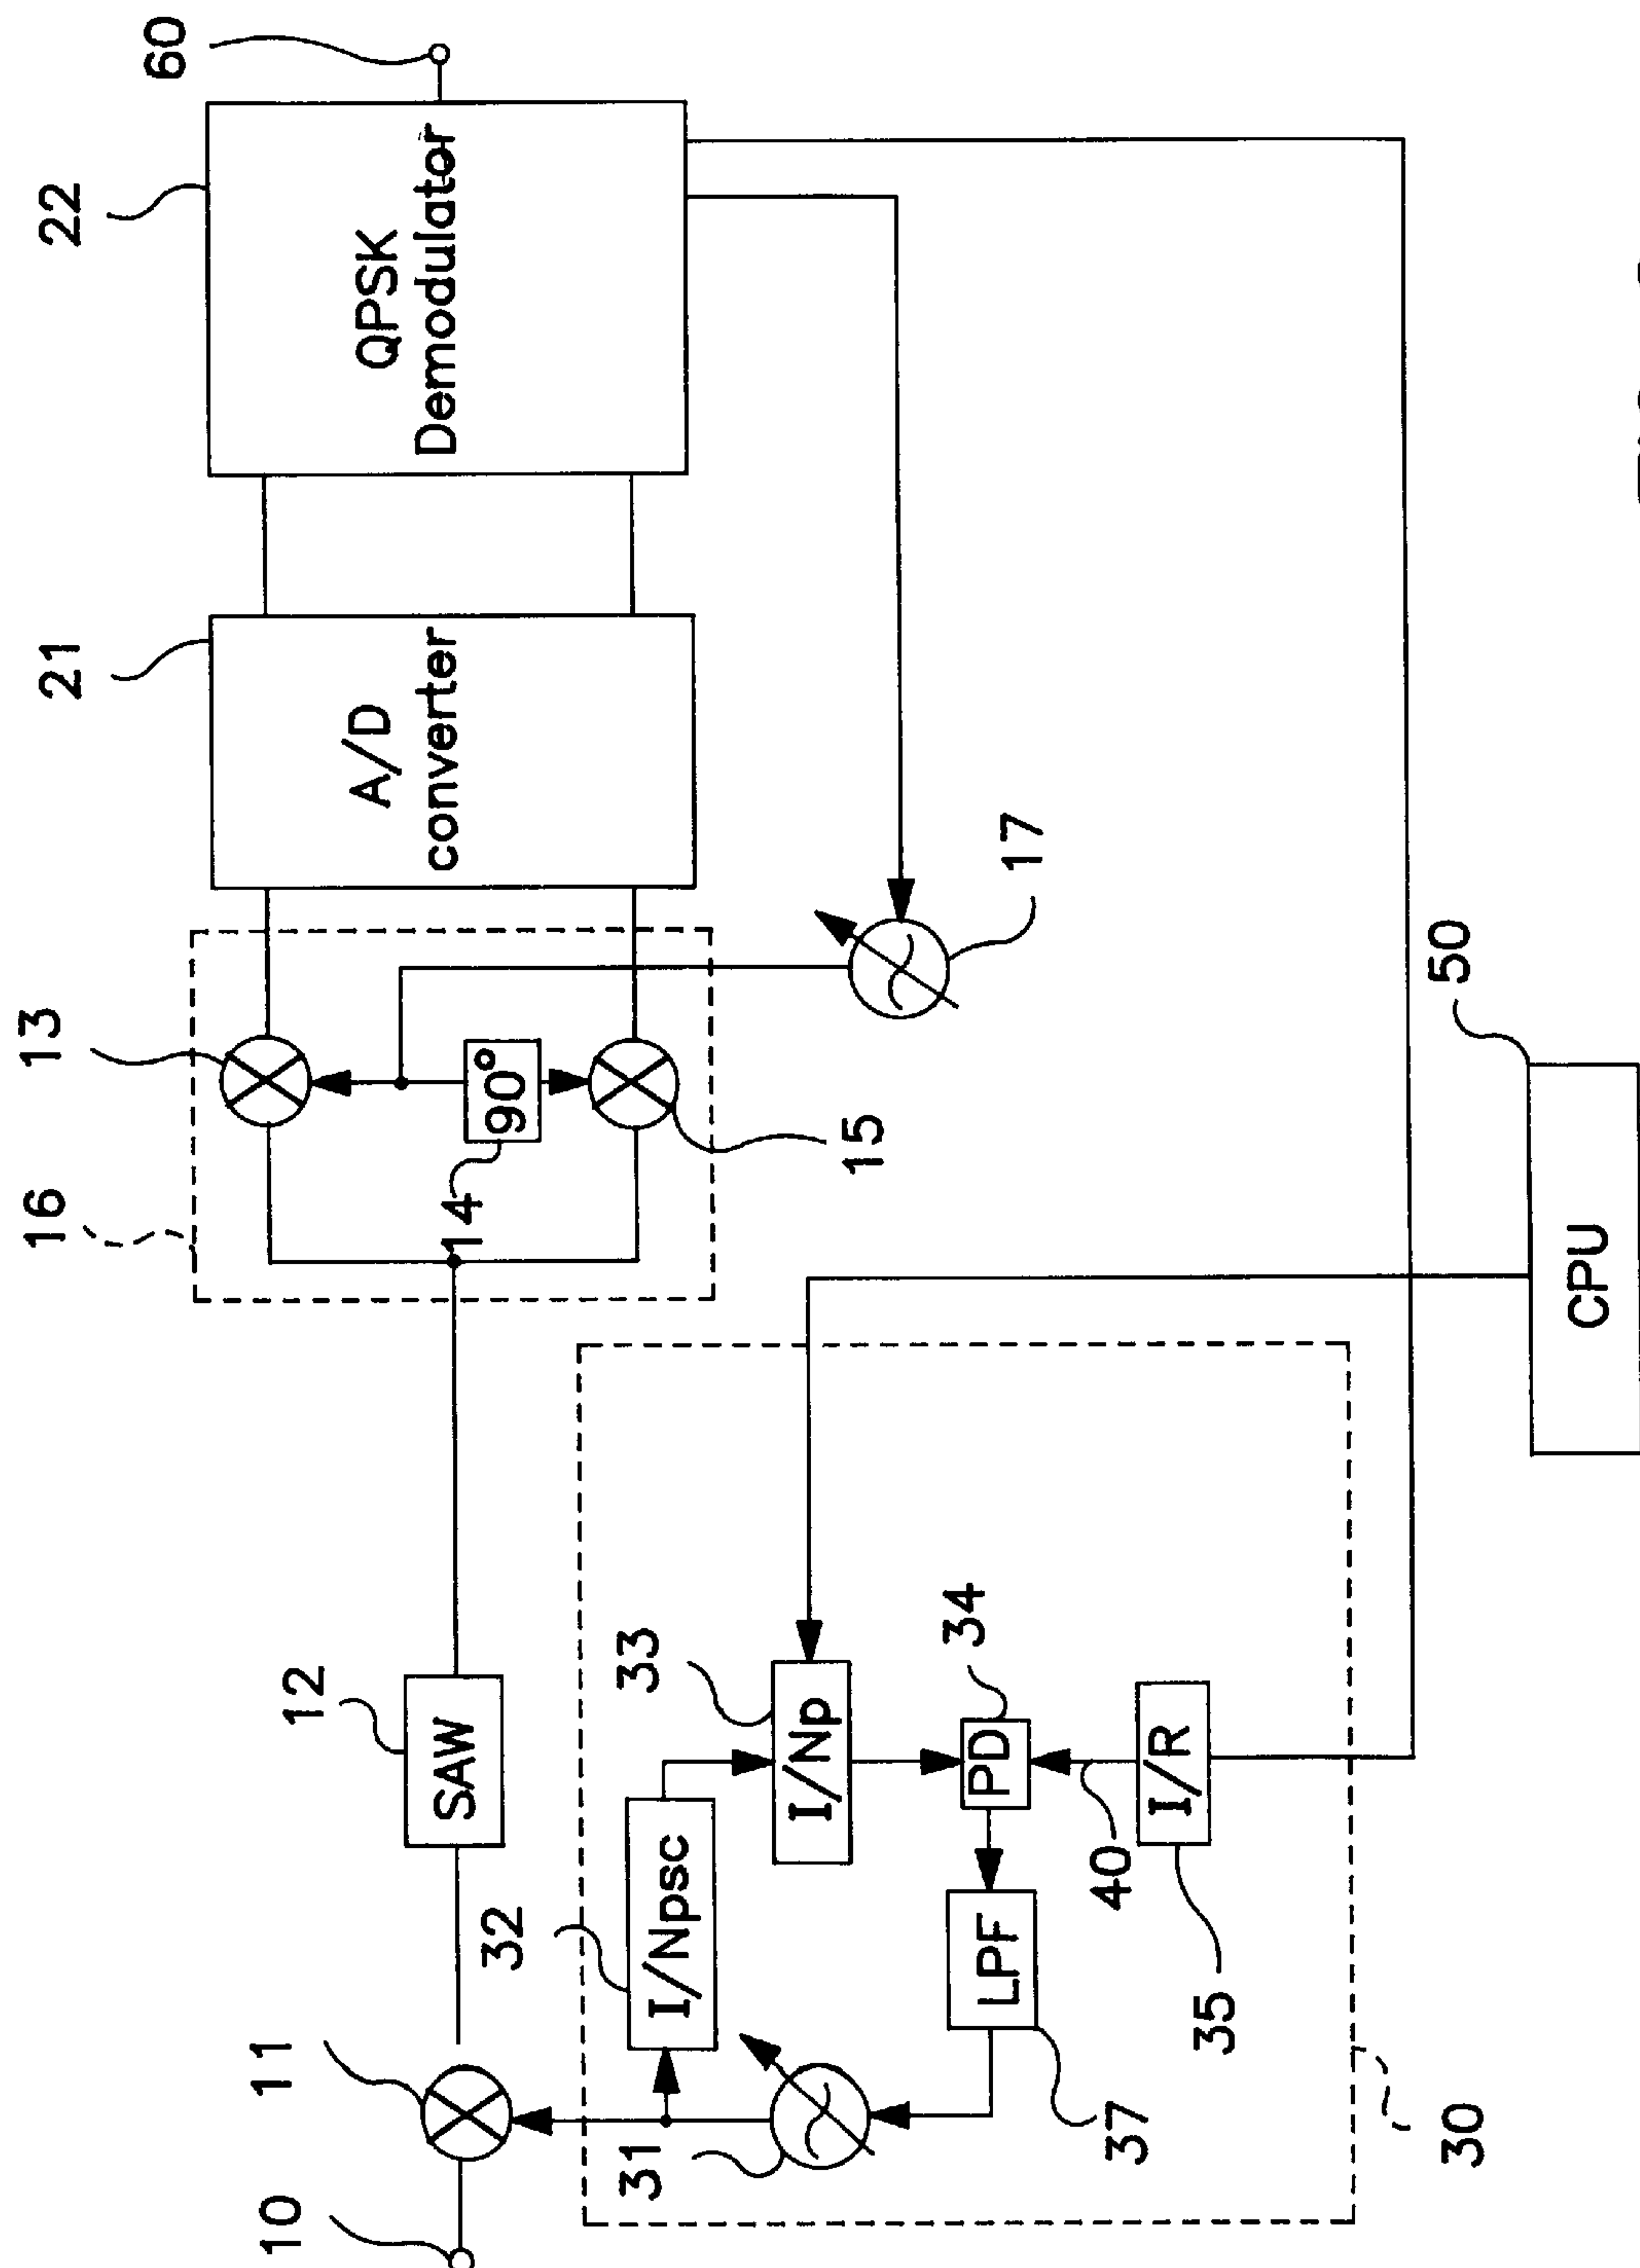 16
13
21
22
60
10
11
12
A/D
converter
QPSK
Demodulator
SAW
14
90°
32
31
33
I/Npsc
I/Np
15
34
PD
LPF
17
40
37
I/R
35
30
50
CPU